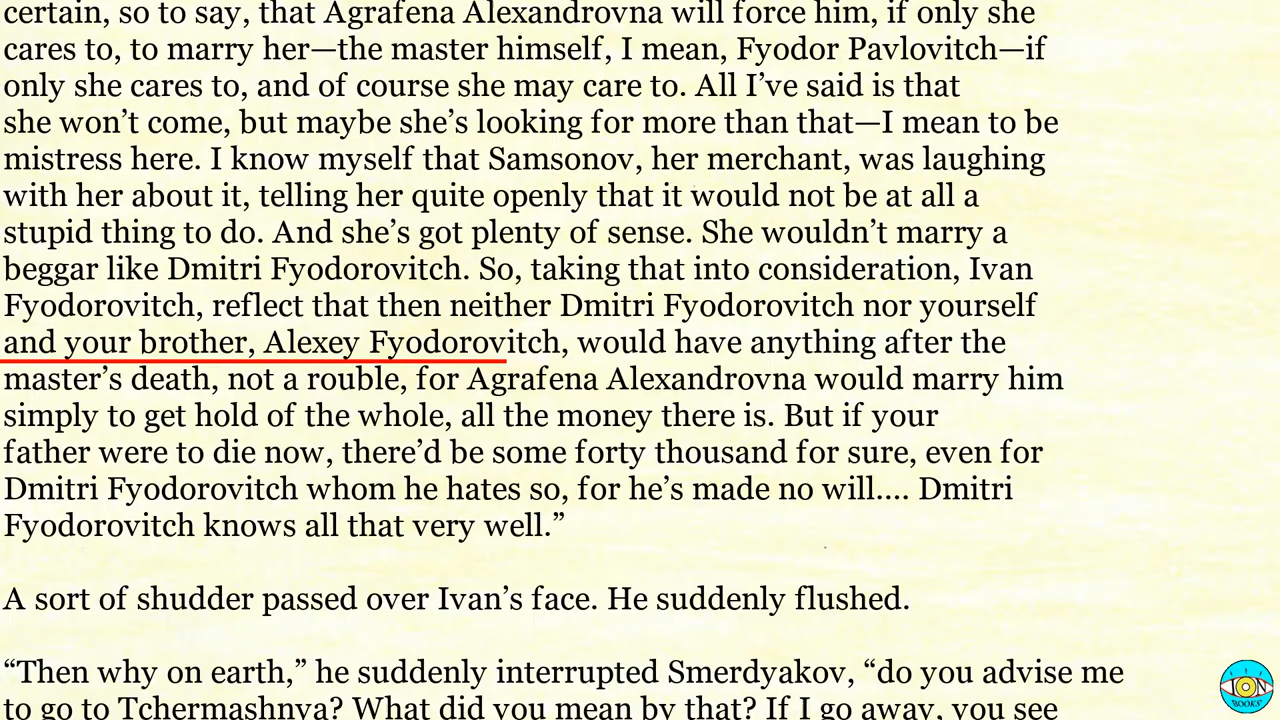 certain, so to say, that Agrafena Alexandrovna will force him, if only she
cares to, to marry her—the master himself, I mean, Fyodor Pavlovitch—if
only she cares to, and of course she may care to. All I’ve said is that
she won’t come, but maybe she’s looking for more than that—I mean to be
mistress here. I know myself that Samsonov, her merchant, was laughing
with her about it, telling her quite openly that it would not be at all a
stupid thing to do. And she’s got plenty of sense. She wouldn’t marry a
beggar like Dmitri Fyodorovitch. So, taking that into consideration, Ivan
Fyodorovitch, reflect that then neither Dmitri Fyodorovitch nor yourself
and your brother, Alexey Fyodorovitch, would have anything after the
master’s death, not a rouble, for Agrafena Alexandrovna would marry him
simply to get hold of the whole, all the money there is. But if your
father were to die now, there’d be some forty thousand for sure, even for
Dmitri Fyodorovitch whom he hates so, for he’s made no will.... Dmitri
Fyodorovitch knows all that very well.”
A sort of shudder passed over Ivan’s face. He suddenly flushed.
“Then why on earth,” he suddenly interrupted Smerdyakov, “do you advise me
to go to Tchermashnya? What did you mean by that? If I go away, you see
ION
BOOKS